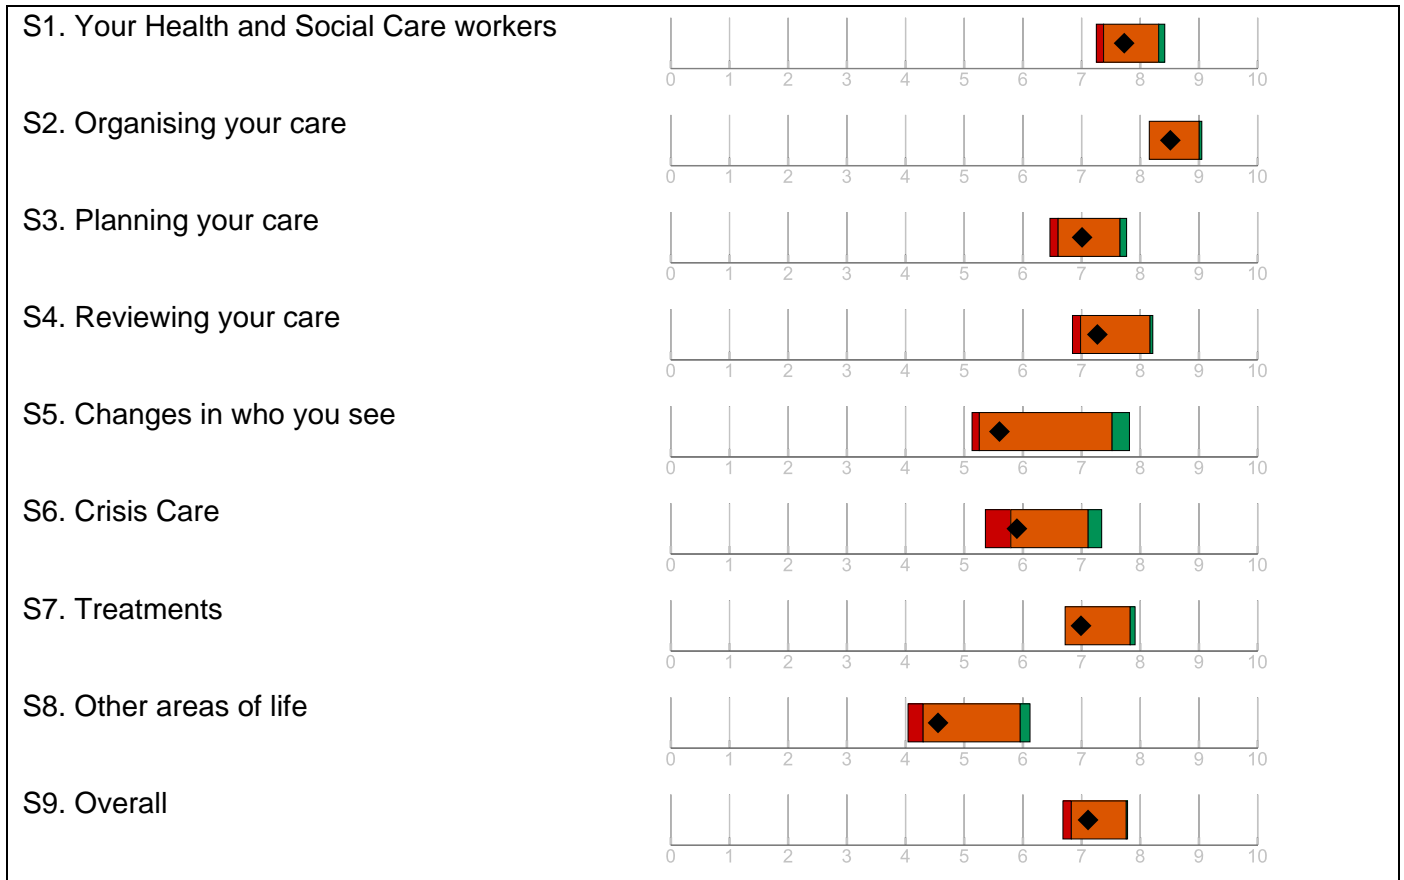 S1. Your Health and Social Care workers
0 1 2 3 4 5 6 7 8 9 10
S2. Organising your care
0 1 2 3 4 5 6 7 8 9 10
S3. Planning your care
0 1 2 3 4 5 6 7 8 9 10
S4. Reviewing your care
0 1 2 3 4 5 6 7 8 9 10
S5. Changes in who you see
0 1 2 3 4 5 6 7 8 9 10
S6. Crisis Care
0 1 2 3 4 5 6 7 8 9 10
S7. Treatments
0 1 2 3 4 5 6 7 8 9 10
S8. Other areas of life
0 1 2 3 4 5 6 7 8 9 10
S9. Overall
0 1 2 3 4 5 6 7 8 9 10